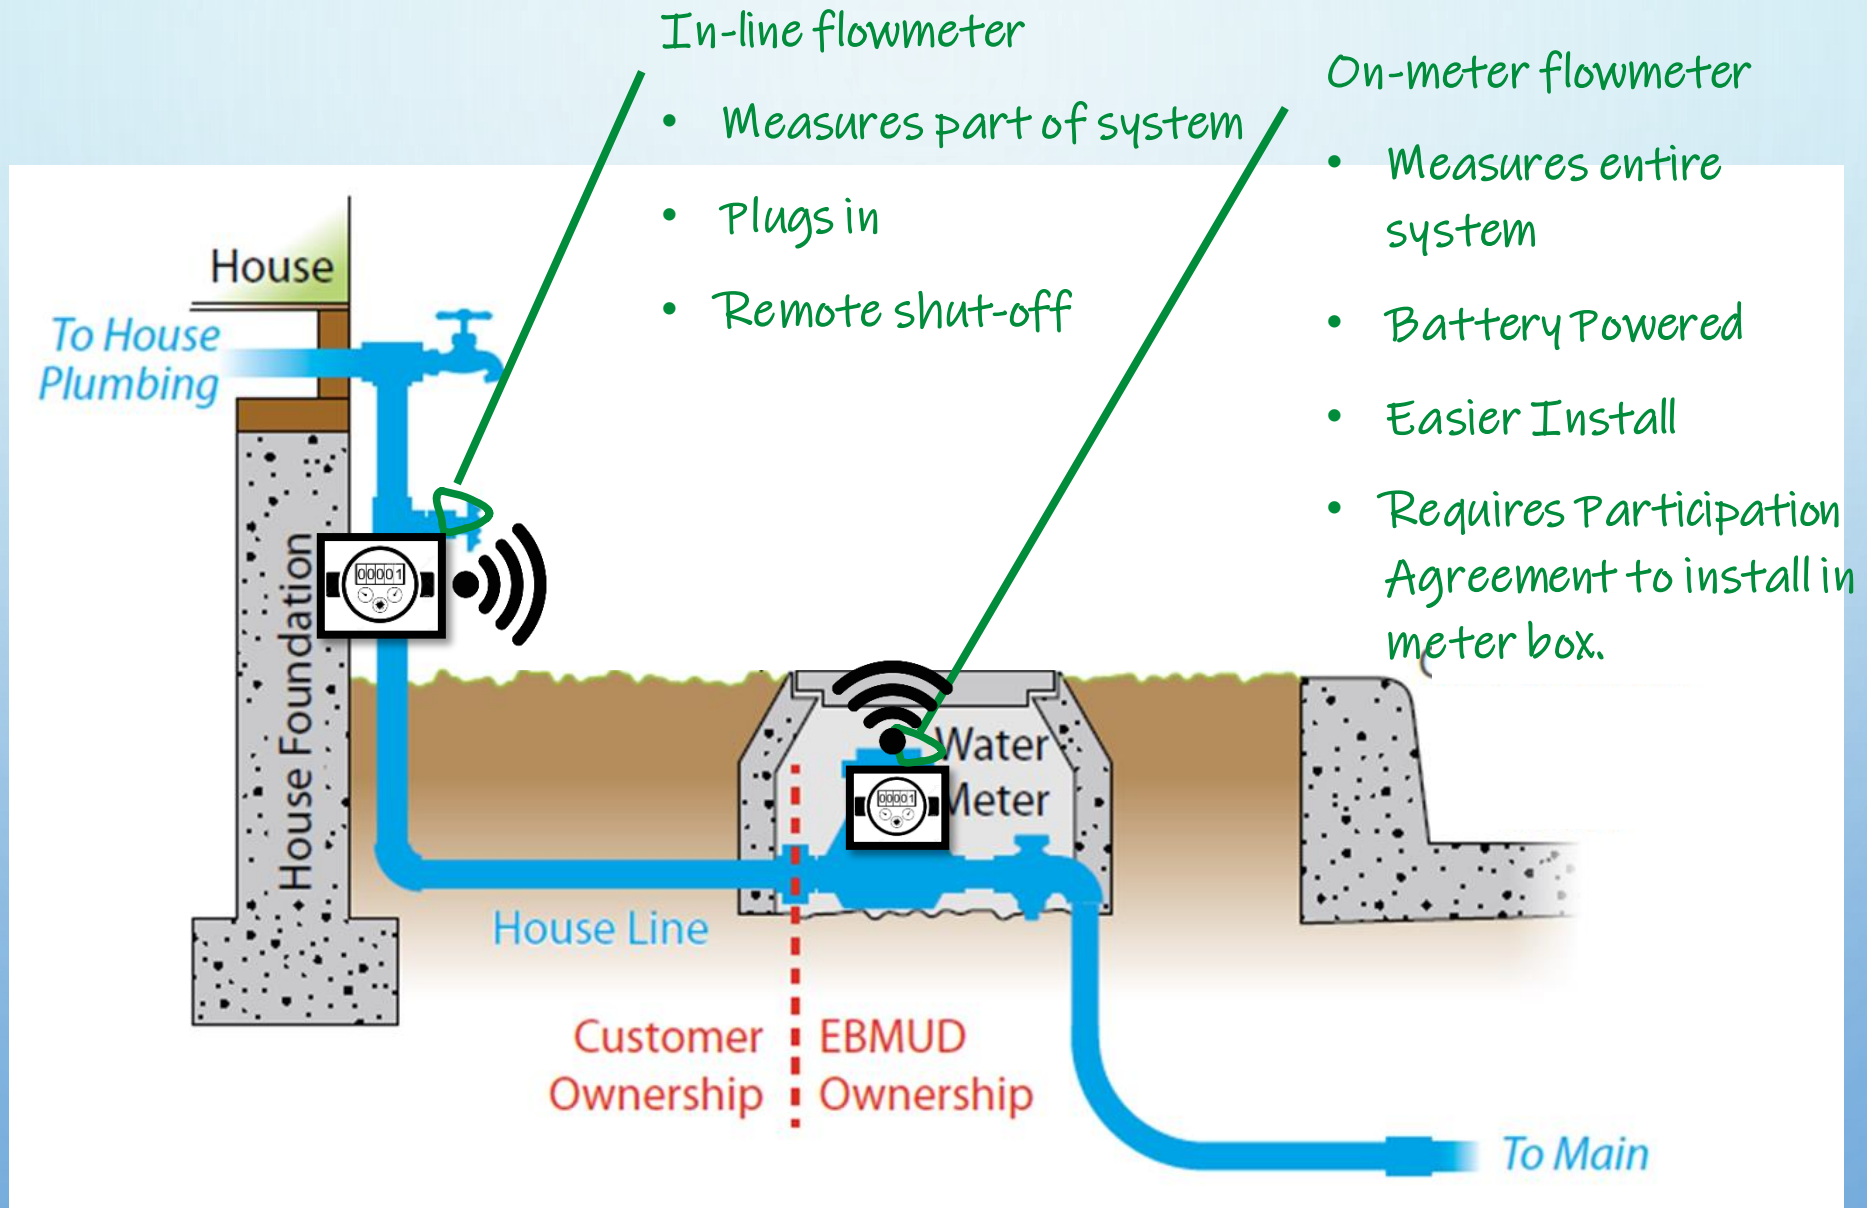 In-line flowmeter
• Measures part of system
• Plugs in
• Remote shut-off
On-meter flowmeter
• Measures entire
system
• Battery Powered
• Easier Install
• Requires Participation
Agreement to install in
meter box.
House
To House
Plumbing
House Foundation
00001
Water
Meter
00001
House Line
Customer
Ownership
EBMUD
Ownership
To Main